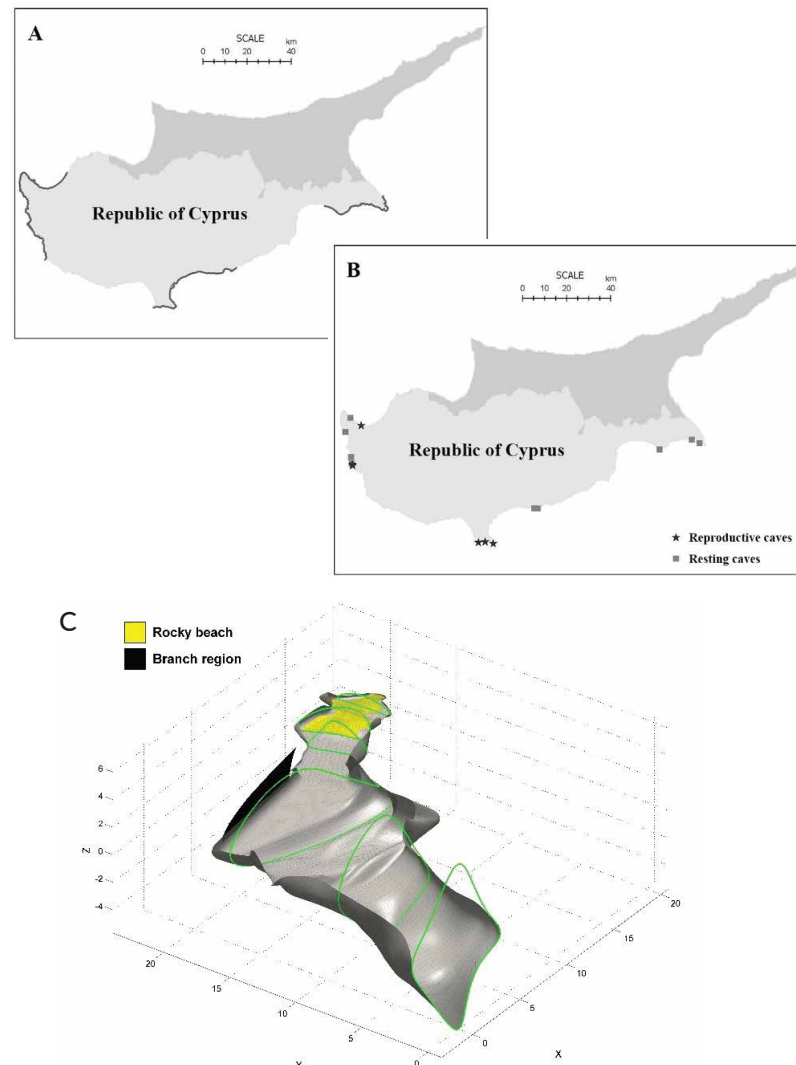 A
SCALE
km
0 20 40
Republic of Cyprus
B
SCALE
km
0 20 40
Republic of Cyprus
Reproductive caves
Resting caves
C
Rocky beach
Branch region
6
4
2
0
-2
-4
Z
20
15
10
5
0
20
15
10
5
0
X